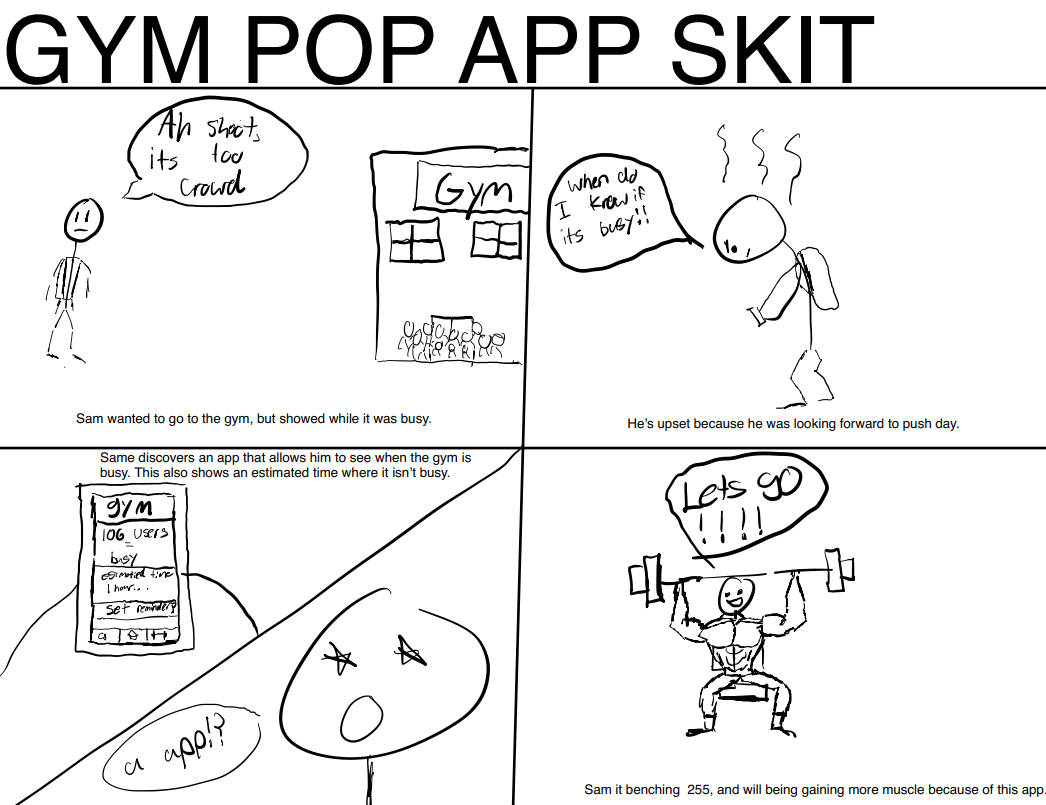 GYM POP APP SKIT
Ah shoot,
its too
crowd
Gym
Sam wanted to go to the gym, but showed while it was busy.
When do
I know if
its busy!!
He's upset because he was looking forward to push day.
Same discovers an app that allows him to see when the gym is
busy. This also shows an estimated time where it isn't busy.
gym
106 users
busy
estimated time
1 hour...
set reminder?
a app!?
Lets go
!!!!
Sam it benching 255, and will being gaining more muscle because of this app.